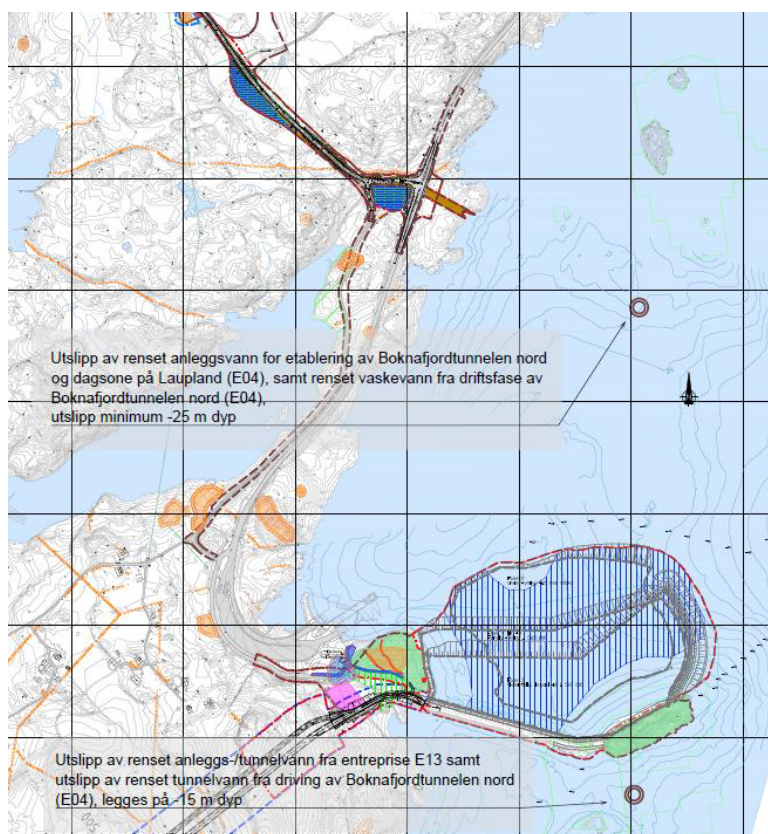 Utslipp av renset anleggsvann for etablering av Boknafjordtunnelen nord
og dagsone på Laupland (E04), samt renset vaskevann fra driftsfase av
Boknafjordtunnelen nord (E04),
utslipp minimum -25 m dyp
Utslipp av renset anleggs-/tunnelvann fra entreprise E13 samt
utslipp av renset tunnelvann fra driving av Boknafjordtunnelen nord
(E04), legges på -15 m dyp